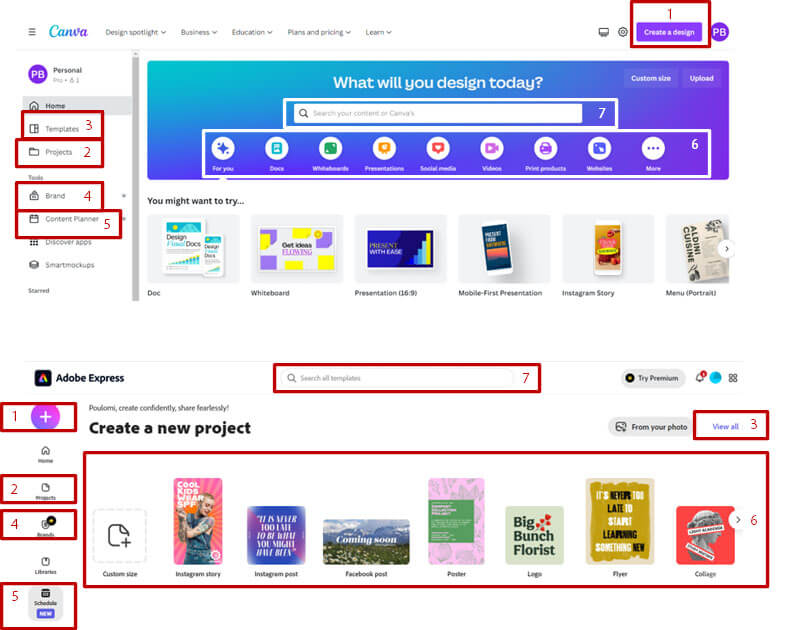 1
Canva
Design spotlight
Business
Education
Plans and pricing
Learn
Create a design
PB
PB
Personal
Pro • 1
Home
3
Templates
Projects
2
Tools
Brand
4
Content Planner
5
Discover apps
Smartmockups
Starred
What will you design today?
Custom size
Upload
Search your content or Canva's
7
6
For you
Docs
Whiteboards
Presentations
Social media
Videos
Print products
Websites
More
You might want to try...
Design
Fixed Docs
Get ideas
FLOWING
PRESENT
WITH EASE
PRESENT
FROM
ANYWHERE
ALDINI
CUISINE
Doc
Whiteboard
Presentation (16:9)
Mobile-First Presentation
Instagram Story
Menu (Portrait)
Adobe Express
Search all templates
7
Try Premium
1
Poulomi, create confidently, share fearlessly!
Create a new project
From your photo
View all
3
Home
2
Projects
4
Brands
Libraries
5
Schedule
NEW
COOL
KIDS
WEAR
SPF
"IT IS
NEVER
TOO LATE
TO BE WHAT
YOU MIGHT
HAVE BEEN."
Coming soon
Big
Bunch
Florist
IT'S NEVER TOO
LATE TO
START
LEARNING
SOMETHING NEW
LIGHT ACADEMIA
6
Custom size
Instagram story
Instagram post
Facebook post
Poster
Logo
Flyer
Collage